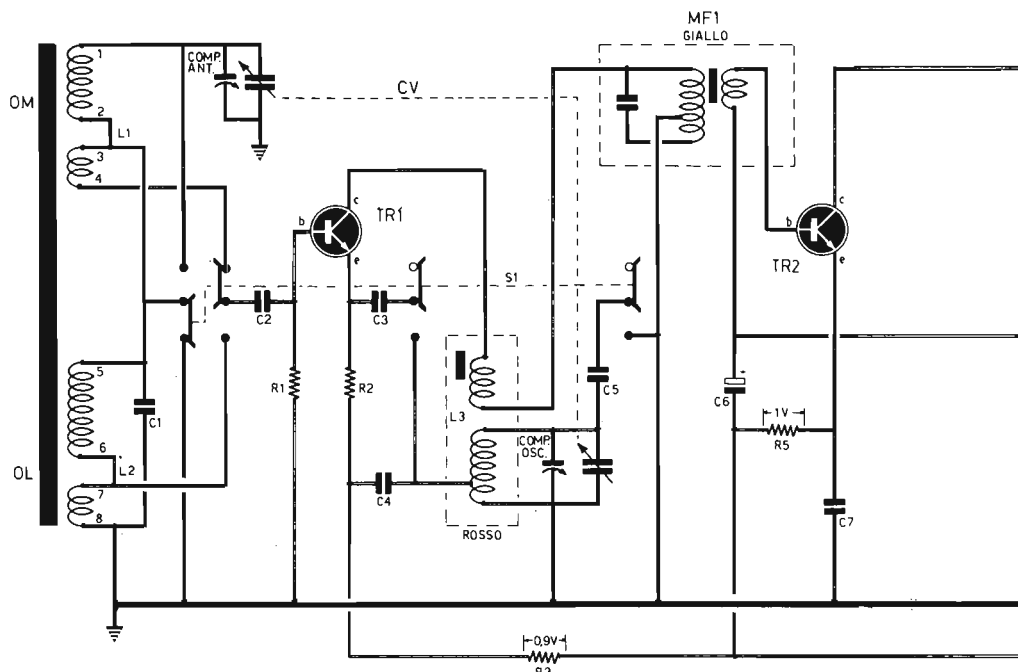 MF1
GIALLO
OM
1
COMP.
ANT.
CV
2
L1
3
4
b
c
e
TR1
b
c
e
TR2
C2
C3
S1
5
C1
R1
R2
L3
C5
C6
+
1V
R5
6
L2
COMP.
OSC.
OL
7
8
C4
ROSSO
C7
0,9V